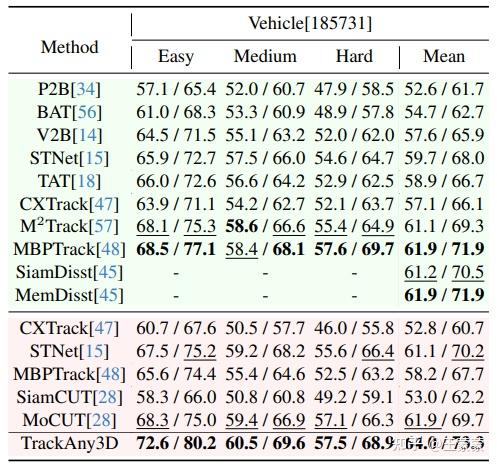 Method Vehicle[185731]
Easy Medium Hard Mean
P2B[34] 57.1 / 65.4 52.0 / 60.7 47.9 / 58.5 52.6 / 61.7
BAT[56] 61.0 / 68.3 53.3 / 60.9 48.9 / 57.8 54.7 / 62.7
V2B[14] 64.5 / 71.5 55.1 / 63.2 52.0 / 62.0 57.6 / 65.9
STNet[15] 65.9 / 72.7 57.5 / 66.0 54.6 / 64.7 59.7 / 68.0
TAT[18] 66.0 / 72.6 56.6 / 64.2 52.9 / 62.5 58.9 / 66.7
CXTrack[47] 63.9 / 71.1 54.2 / 62.7 52.1 / 63.7 57.1 / 66.1
M²Track[57] 68.1 / 75.3 58.6 / 66.6 55.4 / 64.9 61.1 / 69.3
MBPTrack[48] 68.5 / 77.1 58.4 / 68.1 57.6 / 69.7 61.9 / 71.9
SiamDisst[45] - - - 61.2 / 70.5
MemDisst[45] - - - 61.9 / 71.9
CXTrack[47] 60.7 / 67.6 50.5 / 57.7 46.0 / 55.8 52.8 / 60.7
STNet[15] 67.5 / 75.2 59.2 / 68.2 55.6 / 66.4 61.1 / 70.2
MBPTrack[48] 65.6 / 74.4 55.4 / 64.6 52.5 / 63.2 58.2 / 67.7
SiamCUT[28] 58.3 / 66.0 50.8 / 60.8 49.2 / 59.1 53.0 / 62.2
MoCUT[28] 68.3 / 75.0 59.4 / 66.9 57.1 / 66.3 61.9 / 69.7
TrackAny3D 72.6 / 80.2 60.5 / 69.6 57.5 / 68.9